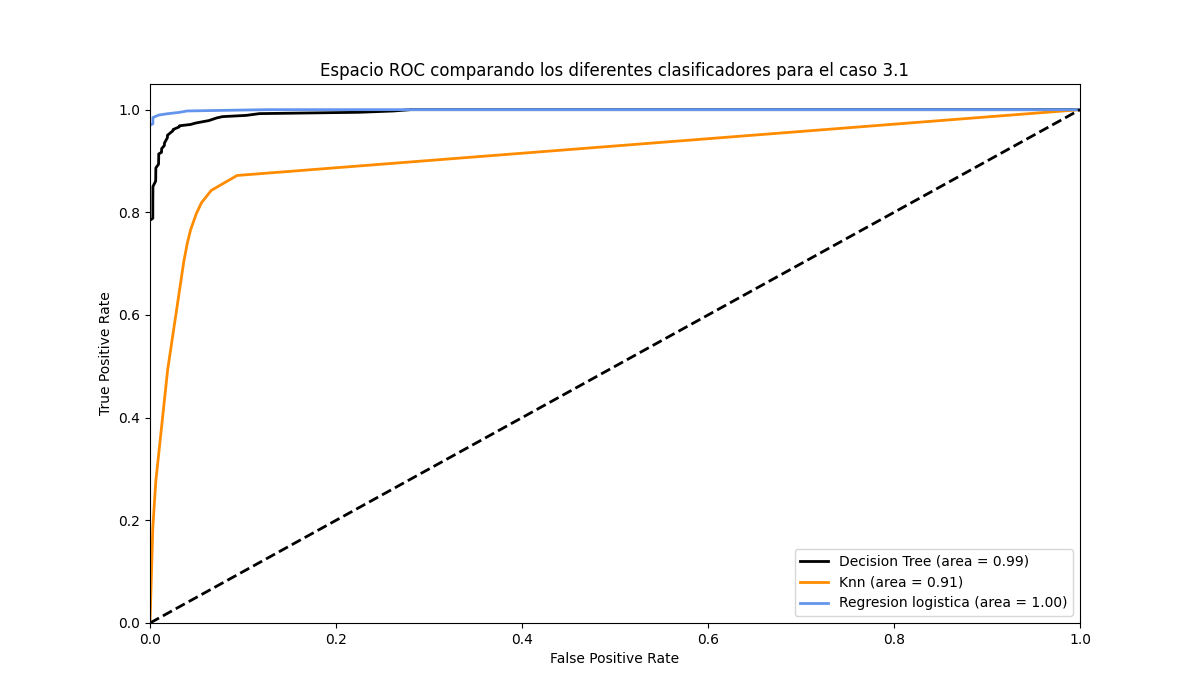 Espacio ROC comparando los diferentes clasificadores para el caso 3.1
1.0
0.8
0.6
0.4
0.2
0.0
True Positive Rate
Decision Tree (area = 0.99)
Knn (area = 0.91)
Regresion logistica (area = 1.00)
0.0 0.2 0.4 0.6 0.8 1.0
False Positive Rate